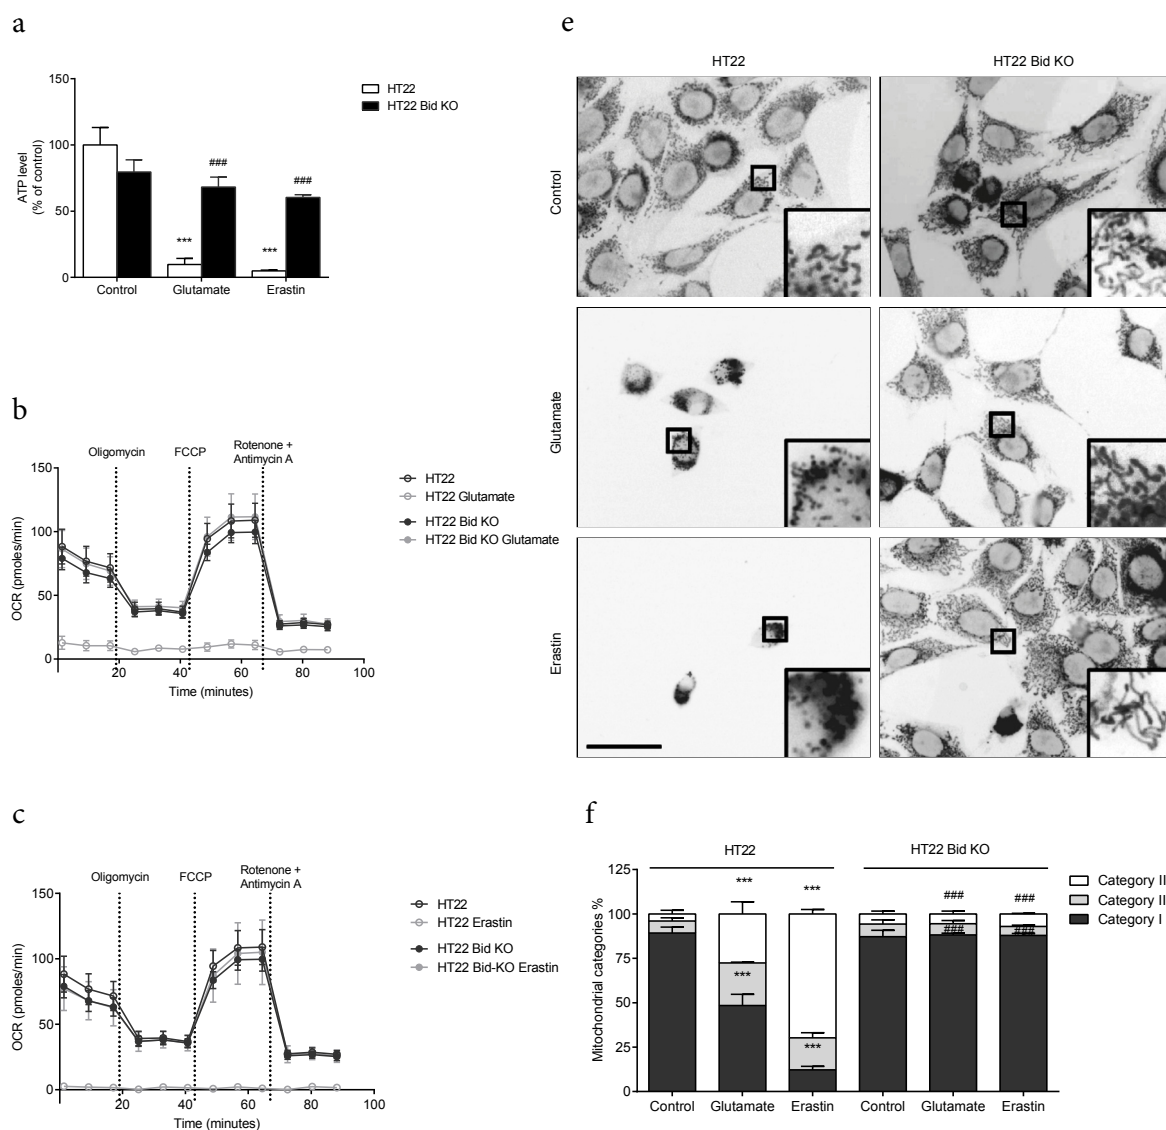 a
150
100
50
0
ATP level
(% of control)
HT22
HT22 Bid KO
***
###
***
###
Control
Glutamate
Erastin
b
Oligomycin
FCCP
Rotenone +
Antimycin A
150
100
50
0
OCR (pmoles/min)
20
40
60
80
100
Time (minutes)
HT22
HT22 Glutamate
HT22 Bid KO
HT22 Bid KO Glutamate
c
Oligomycin
FCCP
Rotenone +
Antimycin A
150
100
50
0
OCR (pmoles/min)
20
40
60
80
100
Time (minutes)
HT22
HT22 Erastin
HT22 Bid KO
HT22 Bid-KO Erastin
e
HT22
HT22 Bid KO
Control
Glutamate
Erastin
f
HT22
HT22 Bid KO
125
100
75
50
25
0
Mitochondrial categories %
***
***
***
***
###
###
###
###
Control
Glutamate
Erastin
Control
Glutamate
Erastin
Category II
Category II
Category I